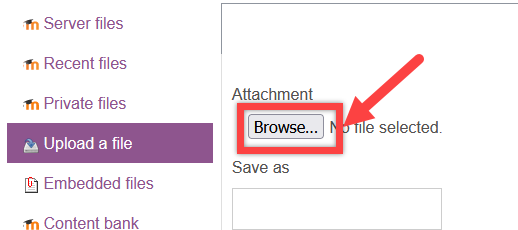 Server files
Recent files
Private files
Upload a file
Embedded files
Content bank
Attachment
Browse... No file selected.
Save as